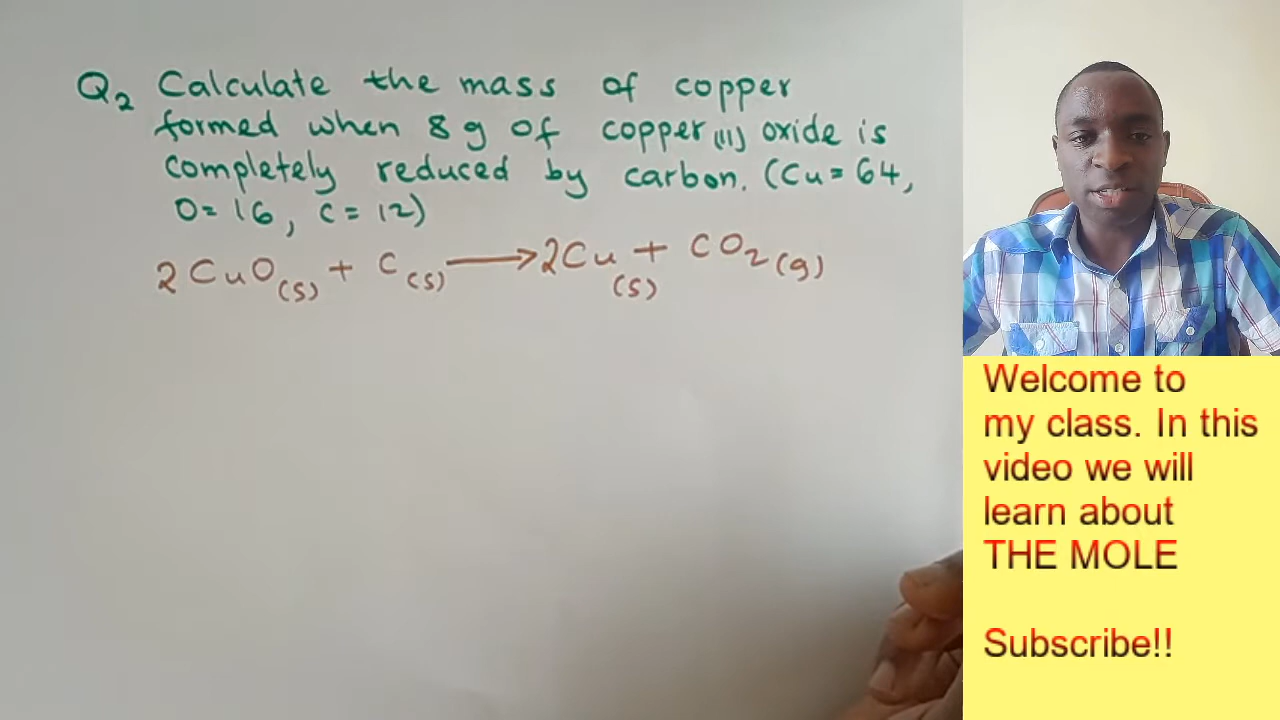 Q2 Calculate the mass of copper
formed when 8 g of copper (II) oxide is
completely reduced by carbon. (Cu = 64,
O = 16, C = 12)
2CuO(s) + C(s) ⟶ 2Cu(s) + CO2(g)
Welcome to
my class. In this
video we will
learn about
THE MOLE
Subscribe!!